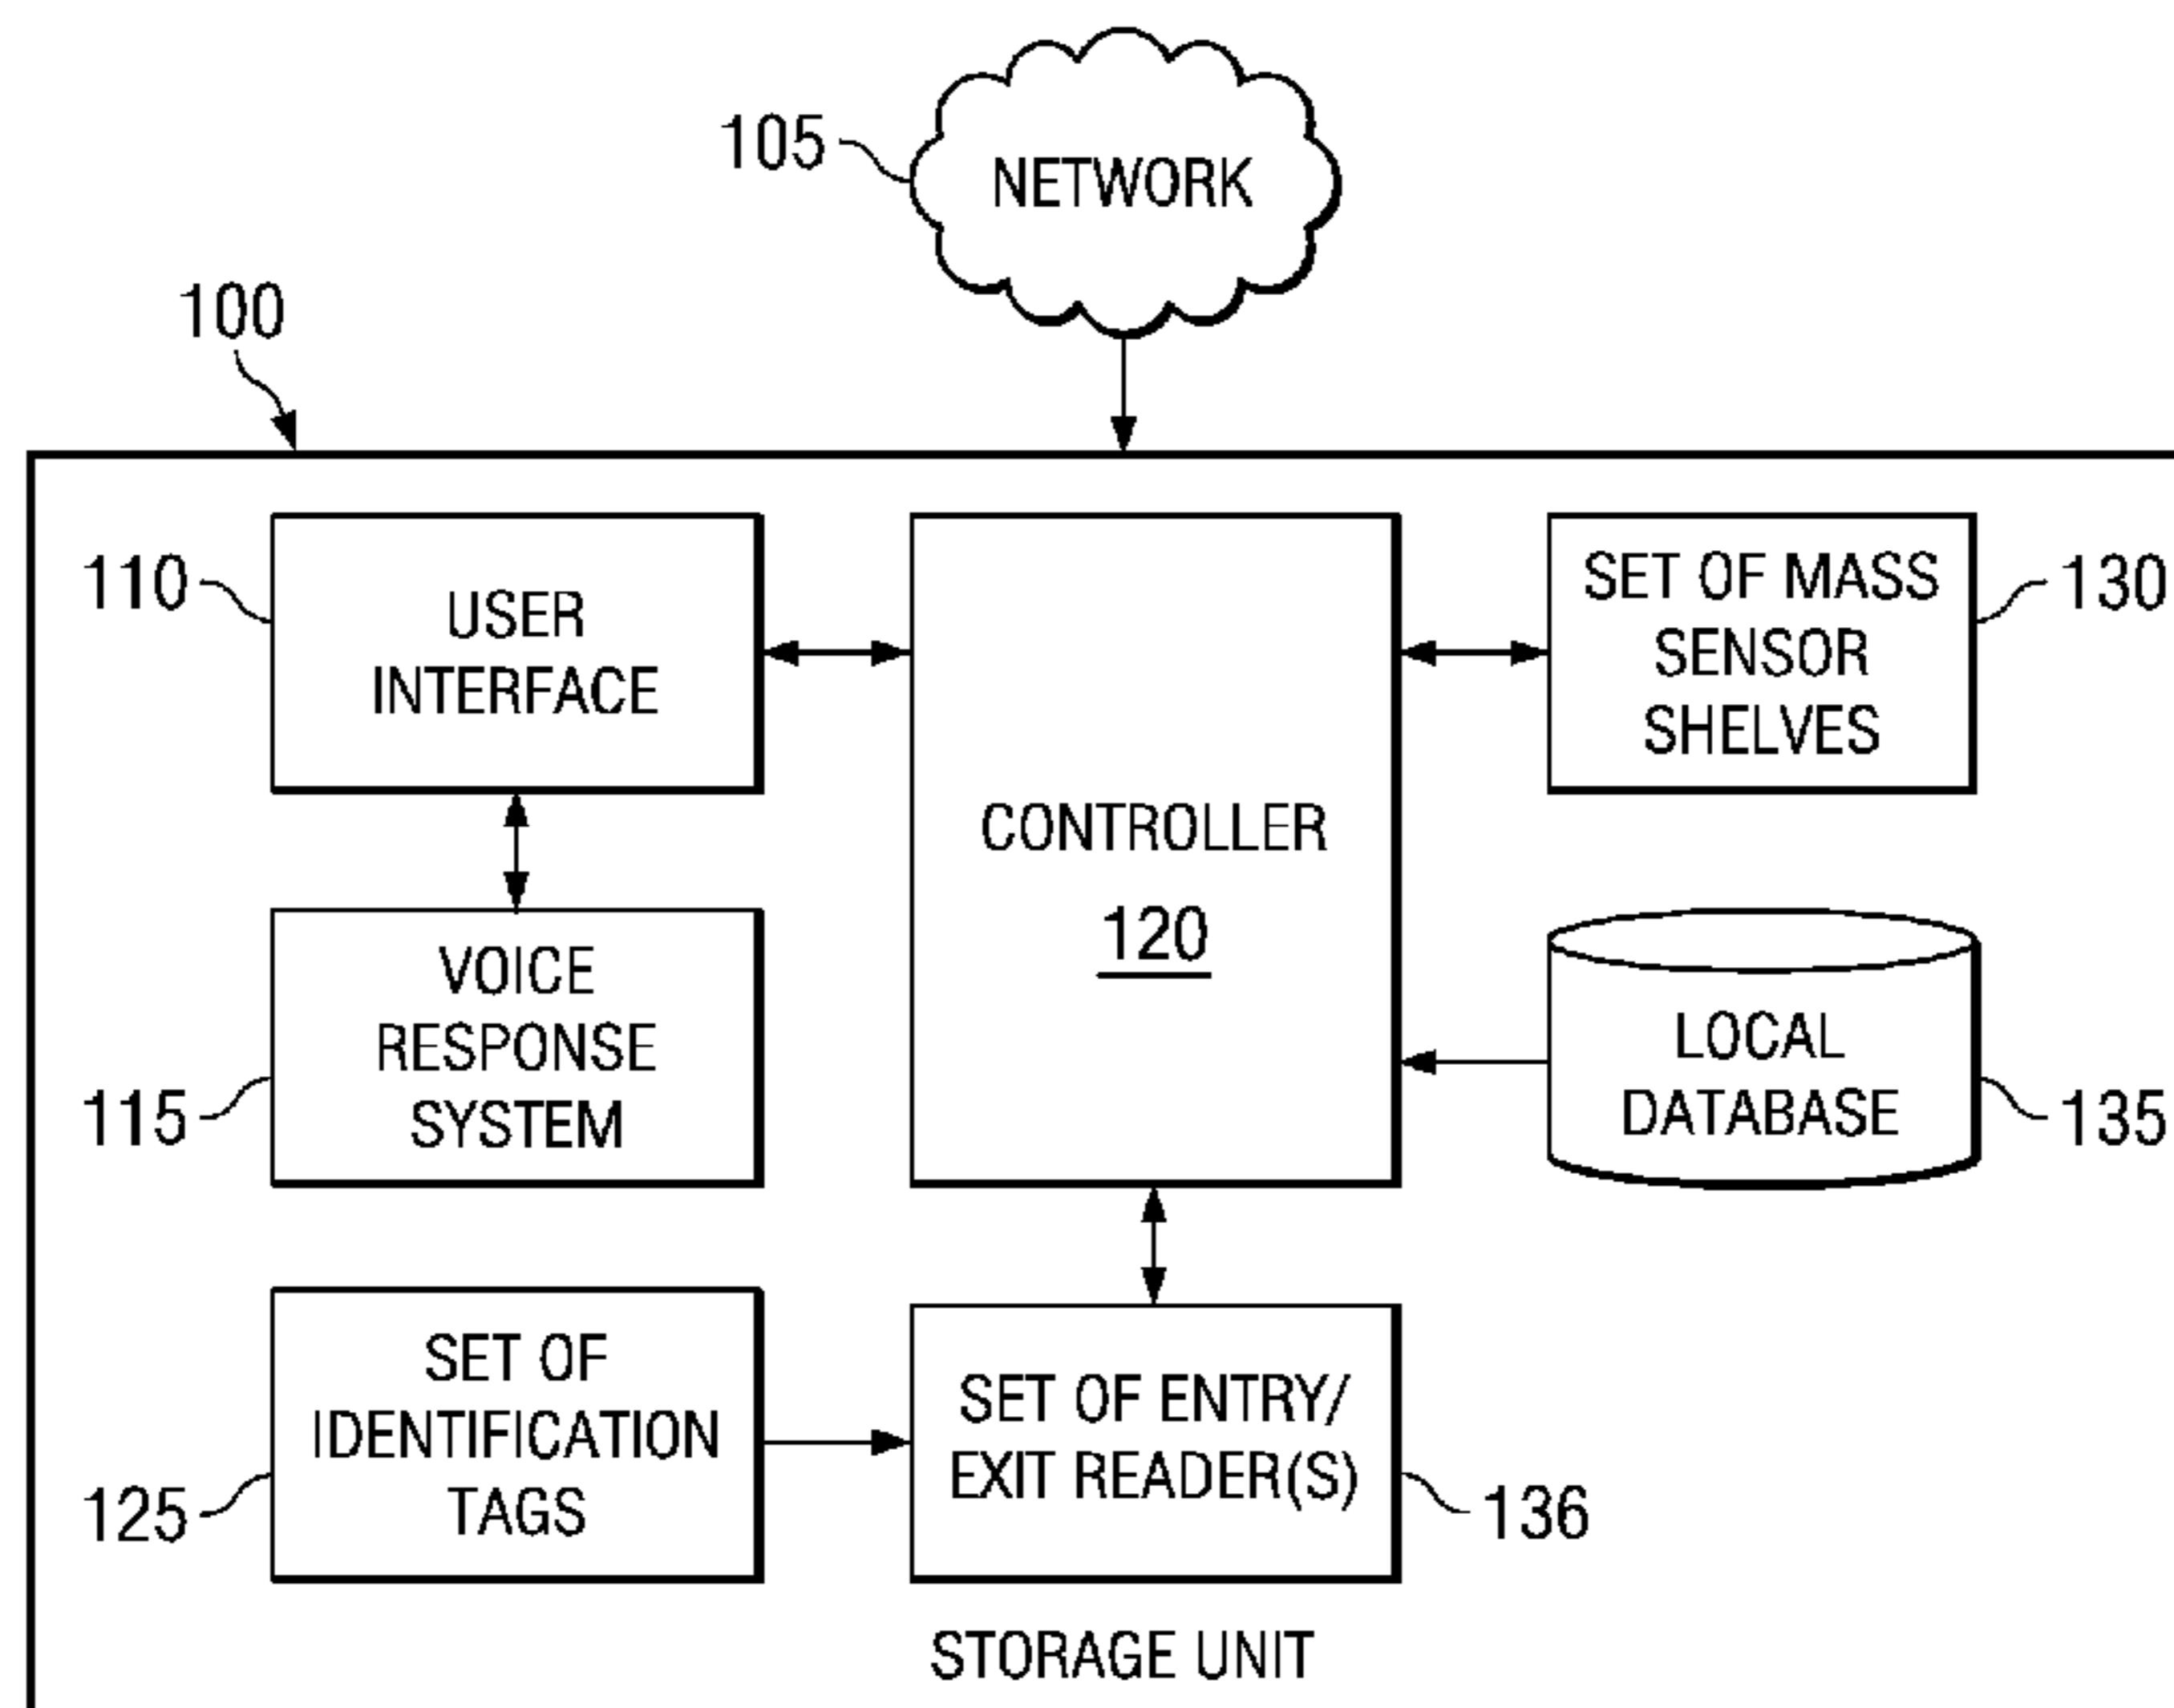 105
NETWORK
100
110
USER
INTERFACE
SET OF MASS
SENSOR
SHELVES
130
CONTROLLER
120
VOICE
RESPONSE
SYSTEM
115
LOCAL
DATABASE
135
SET OF
IDENTIFICATION
TAGS
125
SET OF ENTRY/
EXIT READER(S)
136
STORAGE UNIT